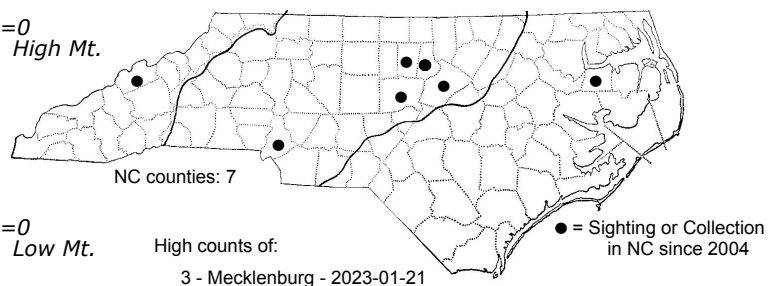 =0
High Mt.
NC counties: 7
=0
Low Mt.
High counts of:
3 - Mecklenburg - 2023-01-21
● = Sighting or Collection
in NC since 2004